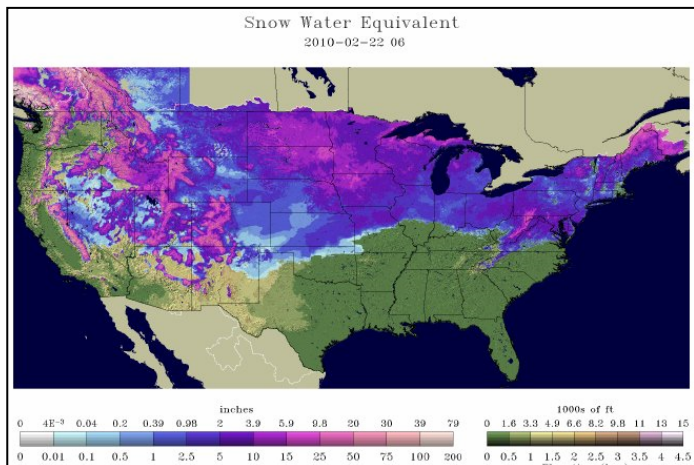 Snow Water Equivalent
2010-02-22 06
inches
0 4E⁻³ 0.04 0.2 0.39 0.98 2 3.9 5.9 9.8 20 30 39 79
0 0.01 0.1 0.5 1 2.5 5 10 15 25 50 75 100 200
1000s of ft
0 1.6 3.3 4.9 6.6 8.2 9.8 11 13 15
0 0.5 1 1.5 2 2.5 3 3.5 4 4.5